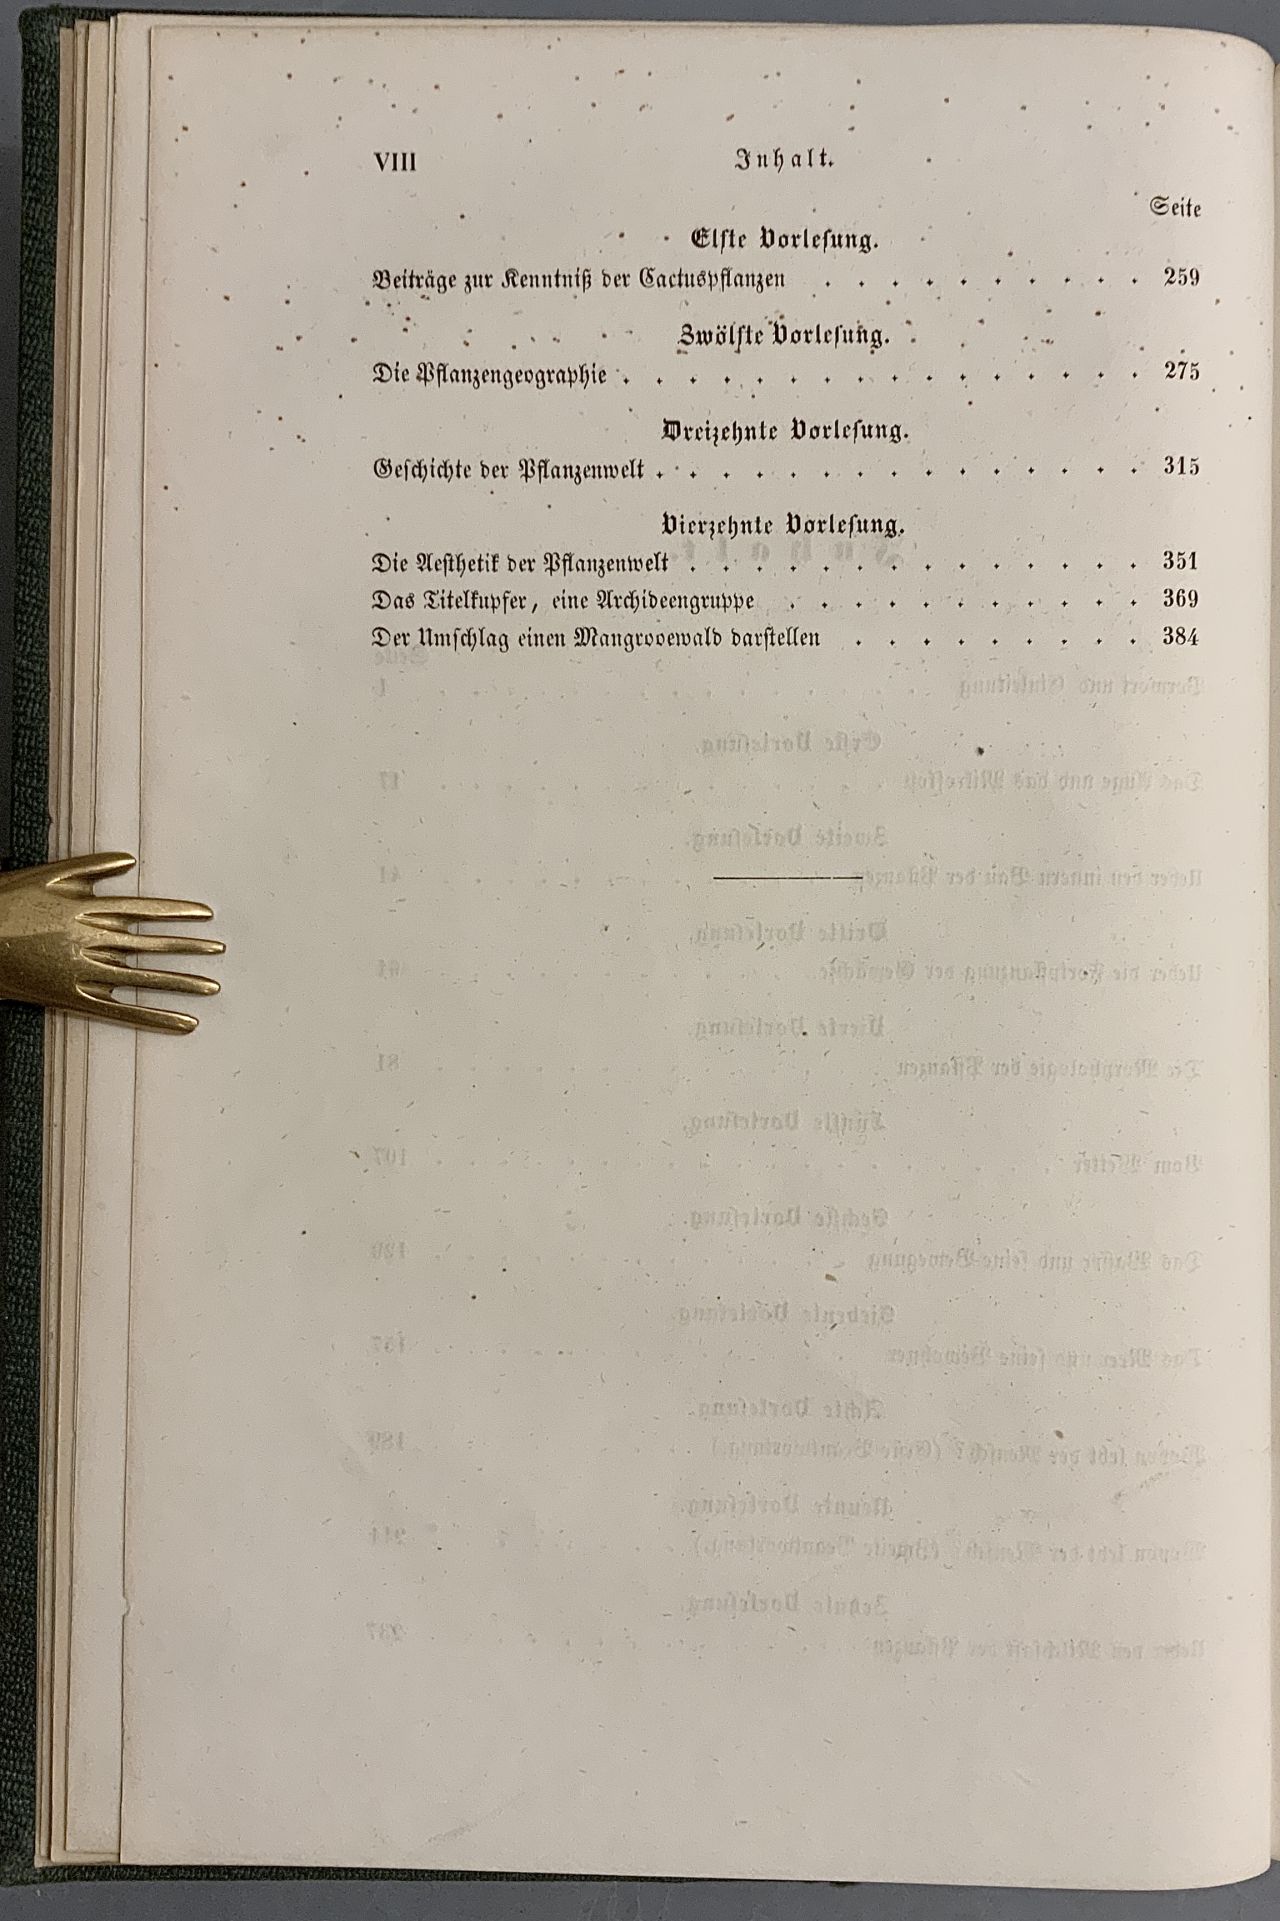 VIII Inhalt.
Seite
Elfte Vorlesung.
Beiträge zur Kenntniß der Cactuspflanzen . . . . . . . . . . 259
Zwölfte Vorlesung.
Die Pflanzengeographie . . . . . . . . . . . . . . . . 275
Dreizehnte Vorlesung.
Geschichte der Pflanzenwelt . . . . . . . . . . . . . . . 315
Vierzehnte Vorlesung.
Die Aesthetik der Pflanzenwelt . . . . . . . . . . . . . . 351
Das Titelkupfer, eine Archideengruppe . . . . . . . . . . . 369
Der Umschlag einen Mangrovewald darstellen . . . . . . . . . 384